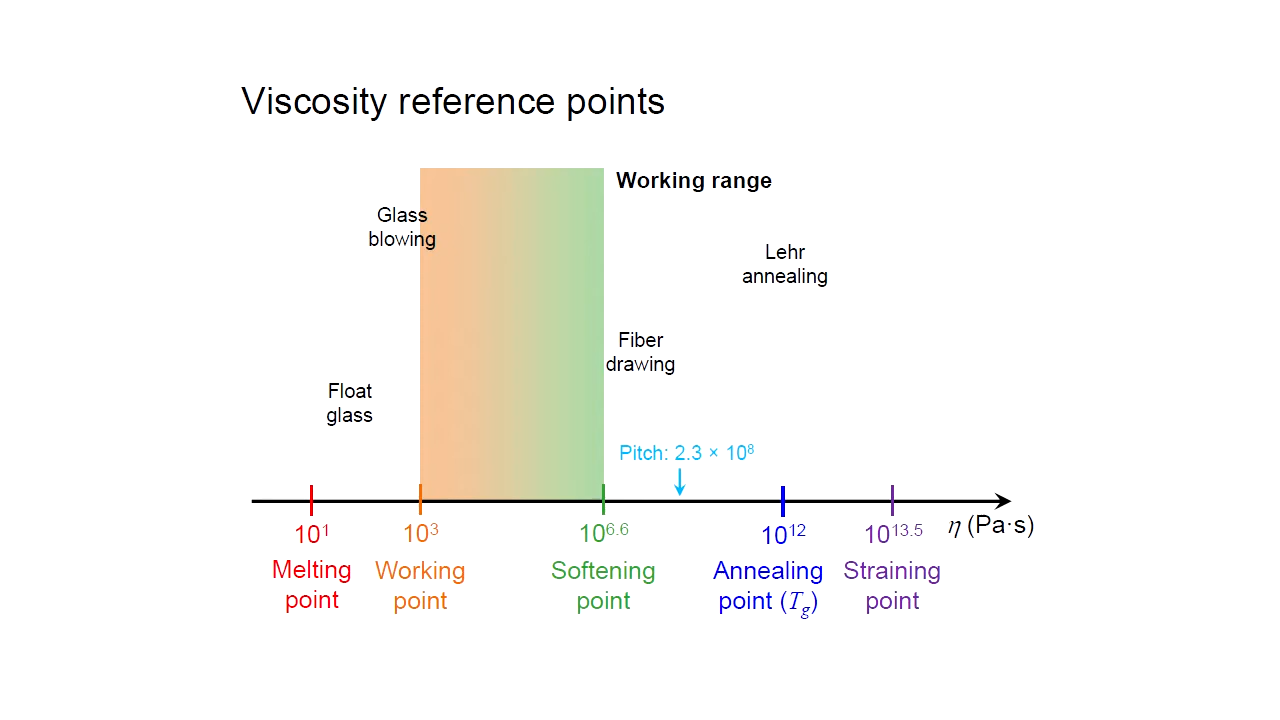 Viscosity reference points
Working range
Glass
blowing
Lehr
annealing
Fiber
drawing
Float
glass
Pitch: 2.3 × 10⁸
10¹
10³
10⁶·⁶
10¹²
10¹³·⁵
η (Pa·s)
Melting
point
Working
point
Softening
point
Annealing
point (Tg)
Straining
point